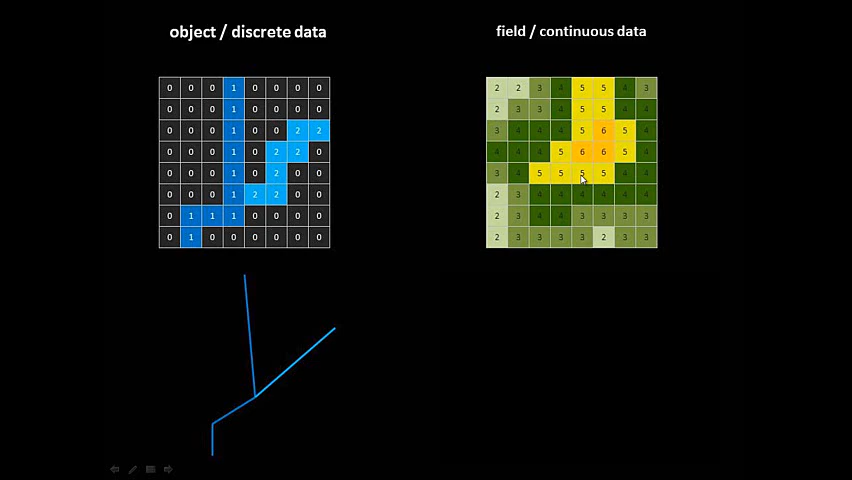 object / discrete data
field / continuous data
0 0 0 1 0 0 0 0
0 0 0 1 0 0 0 0
0 0 0 1 0 0 2 2
0 0 0 1 0 2 2 0
0 0 0 1 0 2 0 0
0 0 0 1 2 2 0 0
0 1 1 1 0 0 0 0
0 1 0 0 0 0 0 0
2 2 3 4 5 5 4 3
2 3 3 4 5 5 4 4
3 4 4 4 5 6 5 4
4 4 4 5 6 6 5 4
3 4 5 5 5 5 4 4
2 3 4 4 4 4 4 4
2 3 4 4 3 3 3 3
2 3 3 3 3 2 3 3